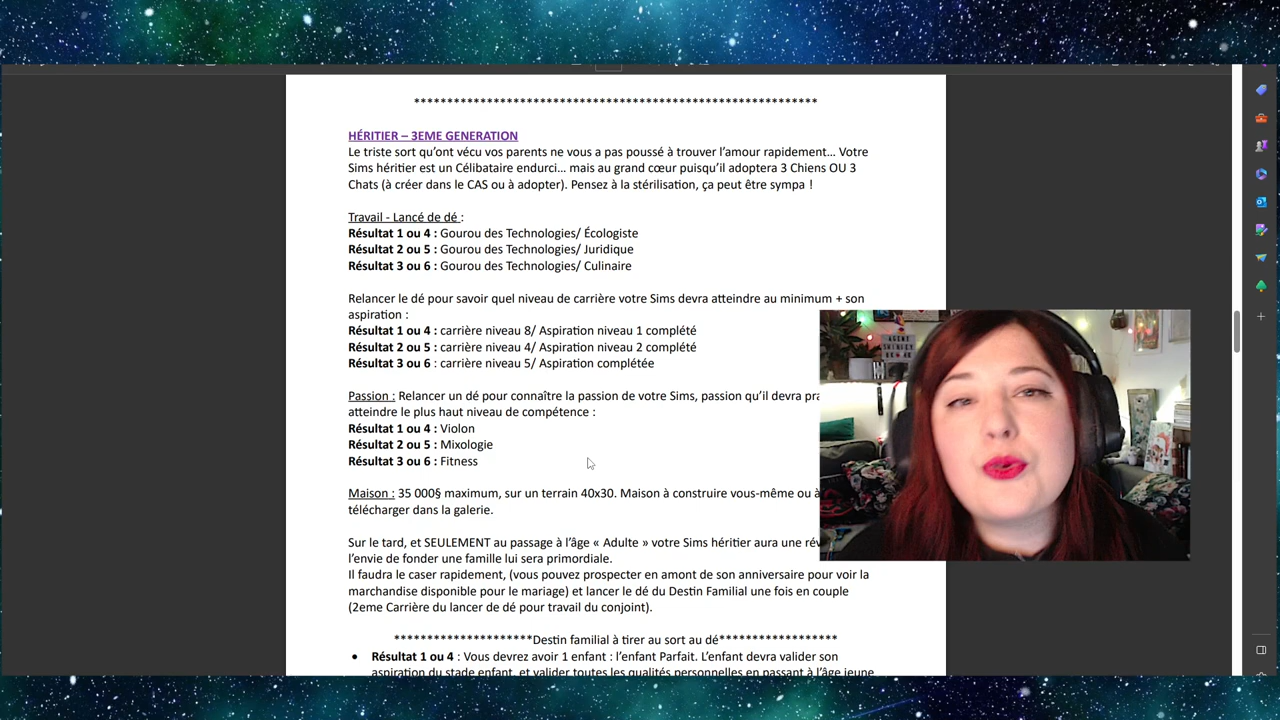 **************************************************************
HÉRITIER – 3EME GENERATION
Le triste sort qu'ont vécu vos parents ne vous a pas poussé à trouver l'amour rapidement… Votre
Sims héritier est un Célibataire endurci… mais au grand cœur puisqu'il adoptera 3 Chiens OU 3
Chats (à créer dans le CAS ou à adopter). Pensez à la stérilisation, ça peut être sympa !
Travail - Lancé de dé :
Résultat 1 ou 4 : Gourou des Technologies/ Écologiste
Résultat 2 ou 5 : Gourou des Technologies/ Juridique
Résultat 3 ou 6 : Gourou des Technologies/ Culinaire
Relancer le dé pour savoir quel niveau de carrière votre Sims devra atteindre au minimum + son
aspiration :
Résultat 1 ou 4 : carrière niveau 8/ Aspiration niveau 1 complété
Résultat 2 ou 5 : carrière niveau 4/ Aspiration niveau 2 complété
Résultat 3 ou 6 : carrière niveau 5/ Aspiration complétée
Passion : Relancer un dé pour connaître la passion de votre Sims, passion qu'il devra
atteindre le plus haut niveau de compétence :
Résultat 1 ou 4 : Violon
Résultat 2 ou 5 : Mixologie
Résultat 3 ou 6 : Fitness
Maison : 35 000§ maximum, sur un terrain 40x30. Maison à construire vous-même ou à
télécharger dans la galerie.
Sur le tard, et SEULEMENT au passage à l'âge « Adulte » votre Sims héritier aura une
l'envie de fonder une famille lui sera primordiale.
Il faudra le caser rapidement, (vous pouvez prospecter en amont de son anniversaire pour voir la
marchandise disponible pour le mariage) et lancer le dé du Destin Familial une fois en couple
(2eme Carrière du lancer de dé pour travail du conjoint).
*********************Destin familial à tirer au sort au dé******************
• Résultat 1 ou 4 : Vous devrez avoir 1 enfant : l'enfant Parfait. L'enfant devra valider son
aspiration du stade enfant, et valider toutes les qualités personnelles en passant à l'âge jeune